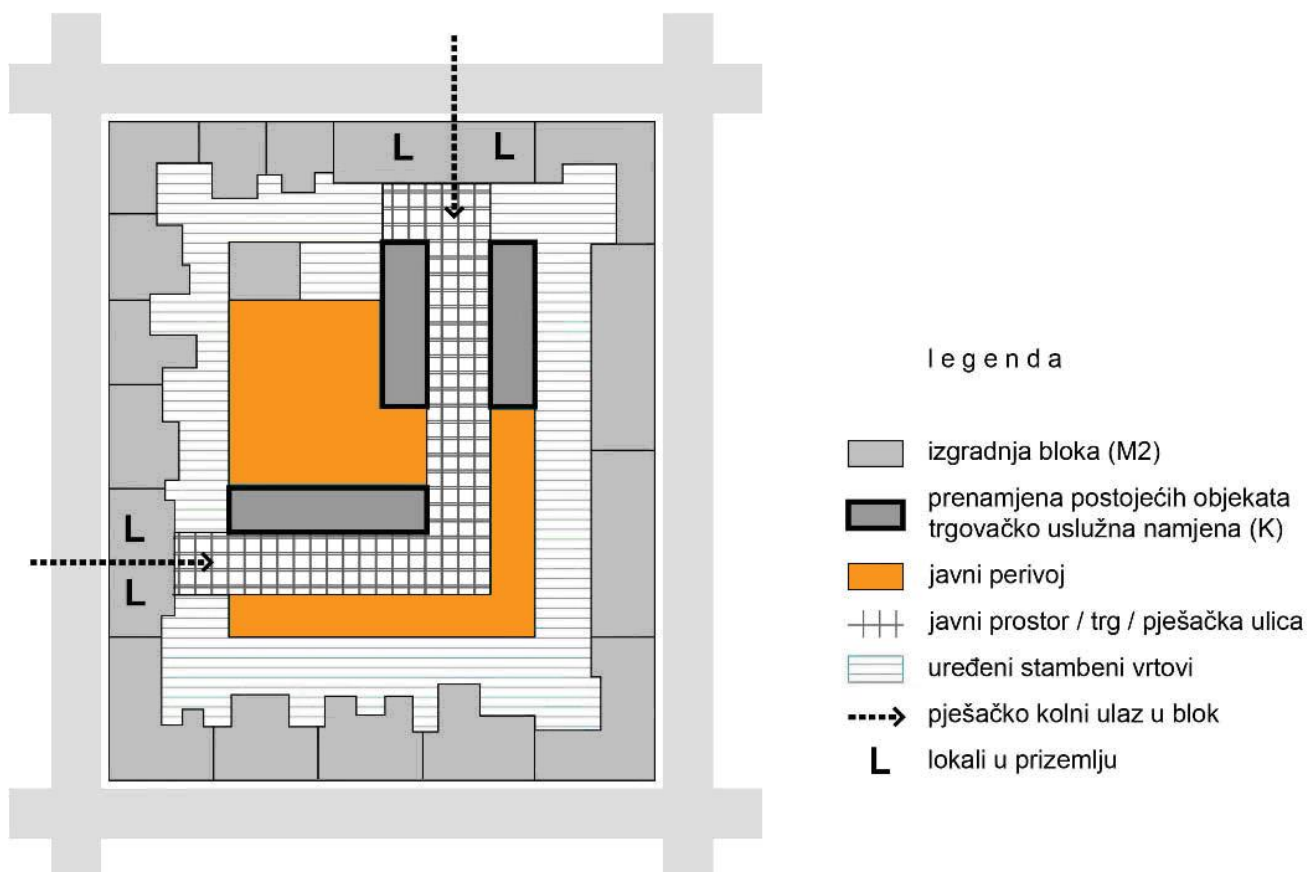 L L
L
L
l e g e n d a
izgradnja bloka (M2)
prenamjena postojećih objekata
trgovačko uslužna namjena (K)
javni perivoj
javni prostor / trg / pješačka ulica
uređeni stambeni vrtovi
pješačko kolni ulaz u blok
L lokali u prizemlju